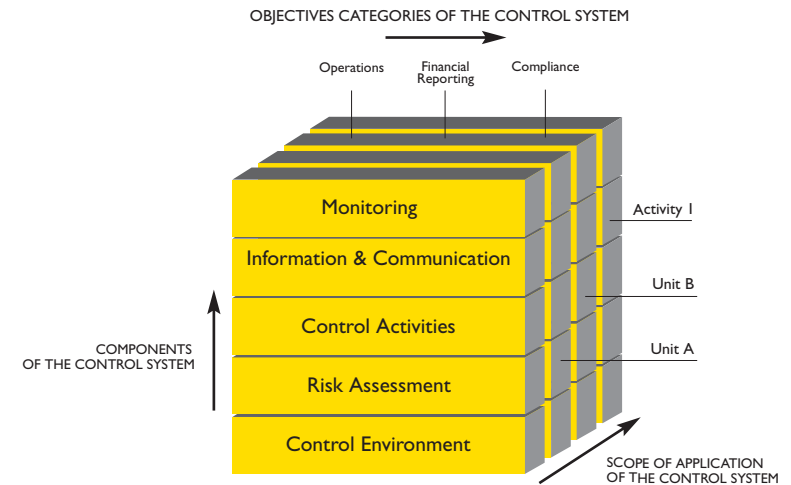 OBJECTIVES CATEGORIES OF THE CONTROL SYSTEM
Operations
Financial
Reporting
Compliance
Monitoring
Information & Communication
Control Activities
Risk Assessment
Control Environment
Activity 1
Unit B
Unit A
COMPONENTS
OF THE CONTROL SYSTEM
SCOPE OF APPLICATION
OF THE CONTROL SYSTEM